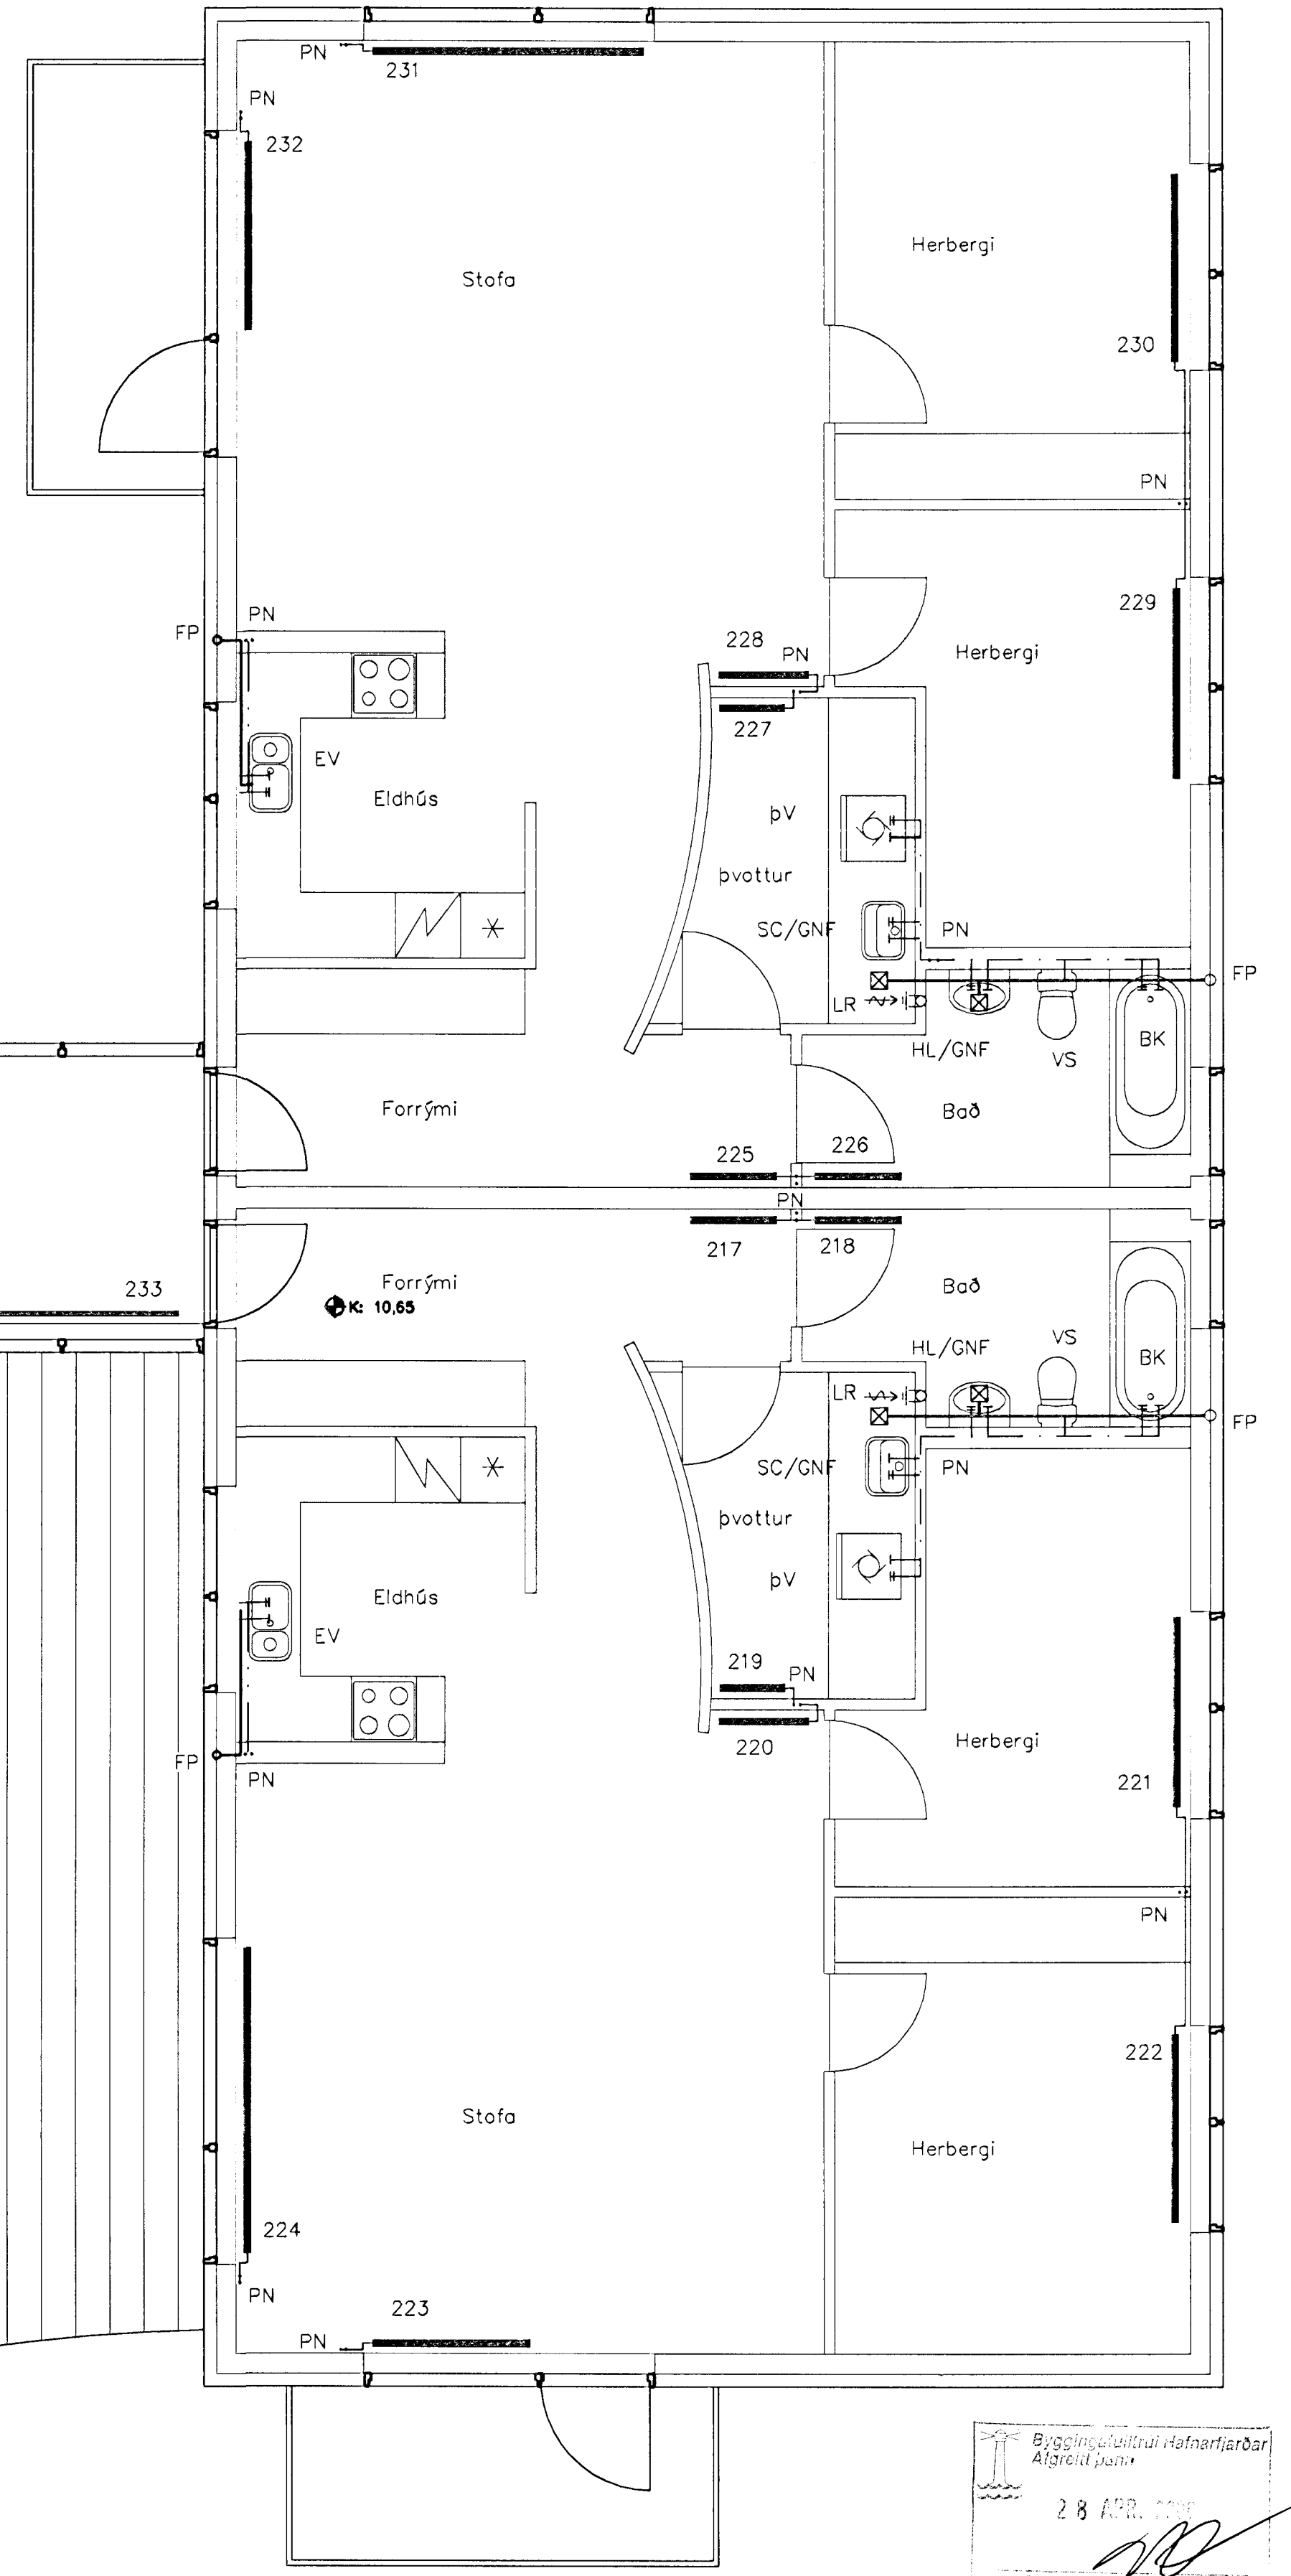 PN
231
PN
232
Herbergi
Stofa
230
PN
229
PN
FP
228
PN
Herbergi
227
EV
Eldhús
þV
þvottur
SC/GNF
PN
FP
LR
BK
HL/GNF
VS
Forrými
Bað
225
226
PN
217
218
233
Forrými
Bað
K: 10,65
VS
HL/GNF
BK
LR
FP
SC/GNF
PN
þvottur
þV
Eldhús
EV
219
PN
220
Herbergi
FP
PN
221
PN
222
Stofa
Herbergi
224
PN
223
PN
Byggingafulltrúi Hafnarfjarðar
28 APR.